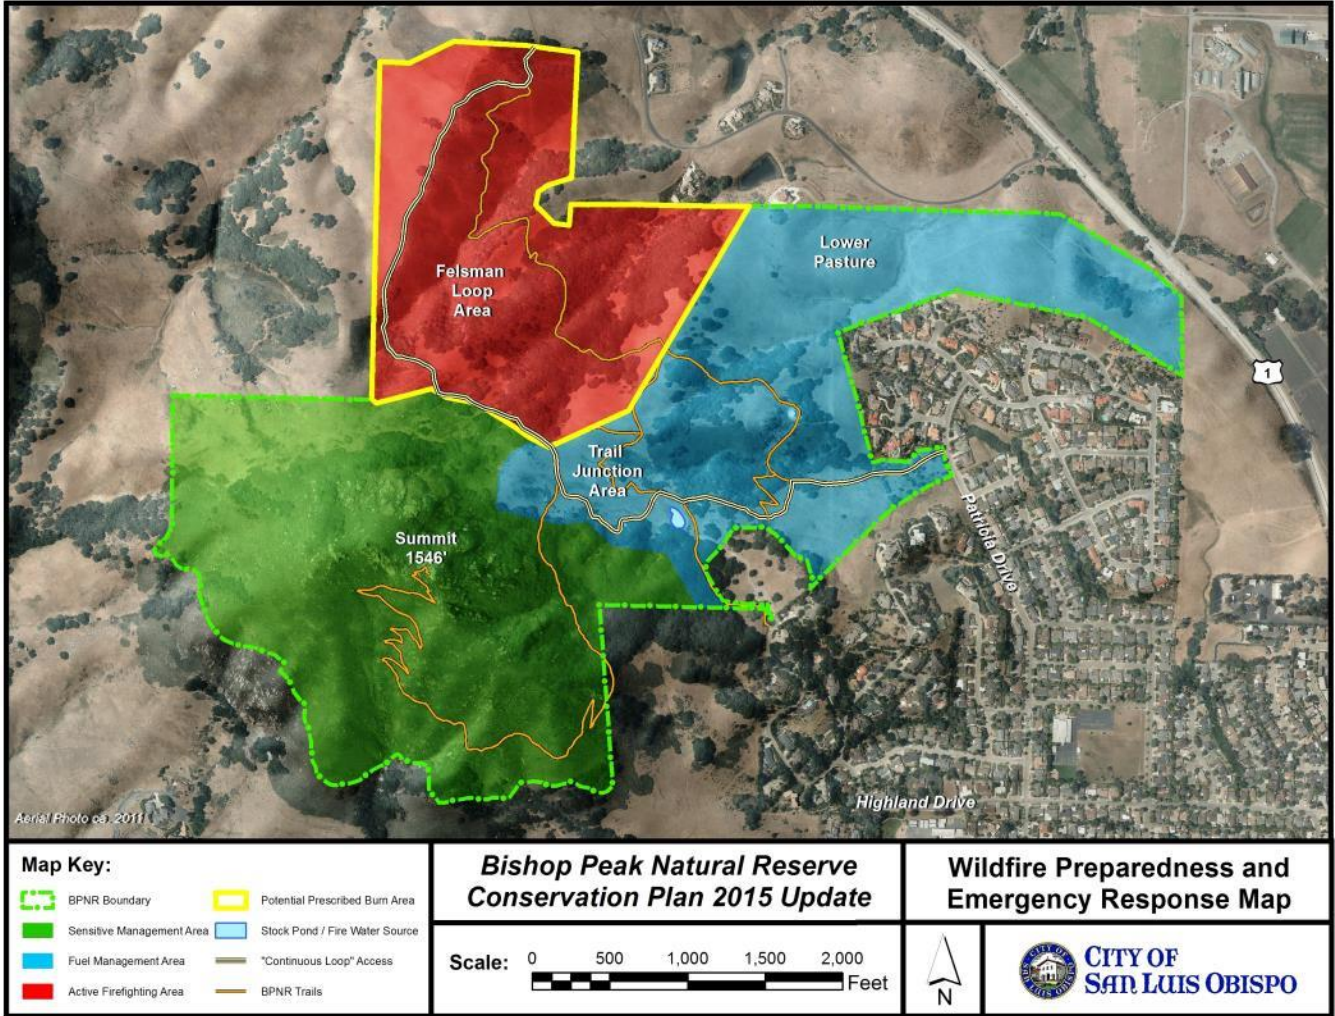 Lower
Pasture
Felsman
Loop
Area
1
Trail
Junction
Area
Patricia Drive
Summit
1546'
Highland Drive
Aerial Photo ca. 2011
Map Key:
BPNR Boundary
Sensitive Management Area
Fuel Management Area
Active Firefighting Area
Potential Prescribed Burn Area
Stock Pond / Fire Water Source
"Continuous Loop" Access
BPNR Trails
Bishop Peak Natural Reserve
Conservation Plan 2015 Update
Scale: 0 500 1,000 1,500 2,000
Feet
Wildfire Preparedness and
Emergency Response Map
N
CITY OF
SAN LUIS OBISPO